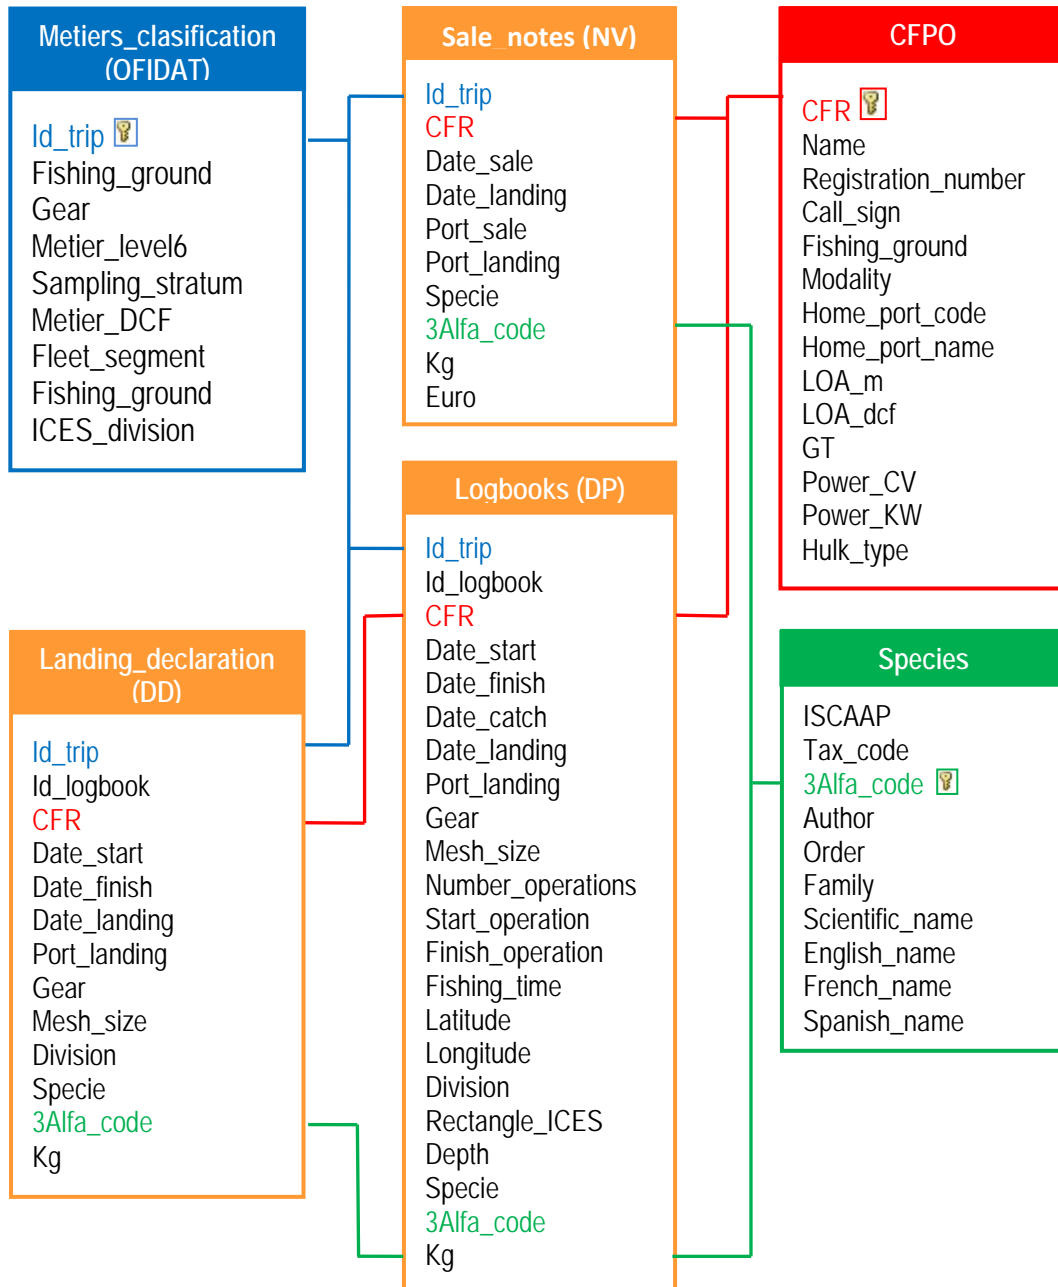 Metiers_clasification
(OFIDAT)
Id_trip
Fishing_ground
Gear
Metier_level6
Sampling_stratum
Metier_DCF
Fleet_segment
Fishing_ground
ICES_division
Sale_notes (NV)
Id_trip
CFR
Date_sale
Date_landing
Port_sale
Port_landing
Specie
3Alfa_code
Kg
Euro
CFPO
CFR
Name
Registration_number
Call_sign
Fishing_ground
Modality
Home_port_code
Home_port_name
LOA_m
LOA_dcf
GT
Power_CV
Power_KW
Hulk_type
Landing_declaration
(DD)
Id_trip
Id_logbook
CFR
Date_start
Date_finish
Date_landing
Port_landing
Gear
Mesh_size
Division
Specie
3Alfa_code
Kg
Logbooks (DP)
Id_trip
Id_logbook
CFR
Date_start
Date_finish
Date_catch
Date_landing
Port_landing
Gear
Mesh_size
Number_operations
Start_operation
Finish_operation
Fishing_time
Latitude
Longitude
Division
Rectangle_ICES
Depth
Specie
3Alfa_code
Kg
Species
ISCAAP
Tax_code
3Alfa_code
Author
Order
Family
Scientific_name
English_name
French_name
Spanish_name